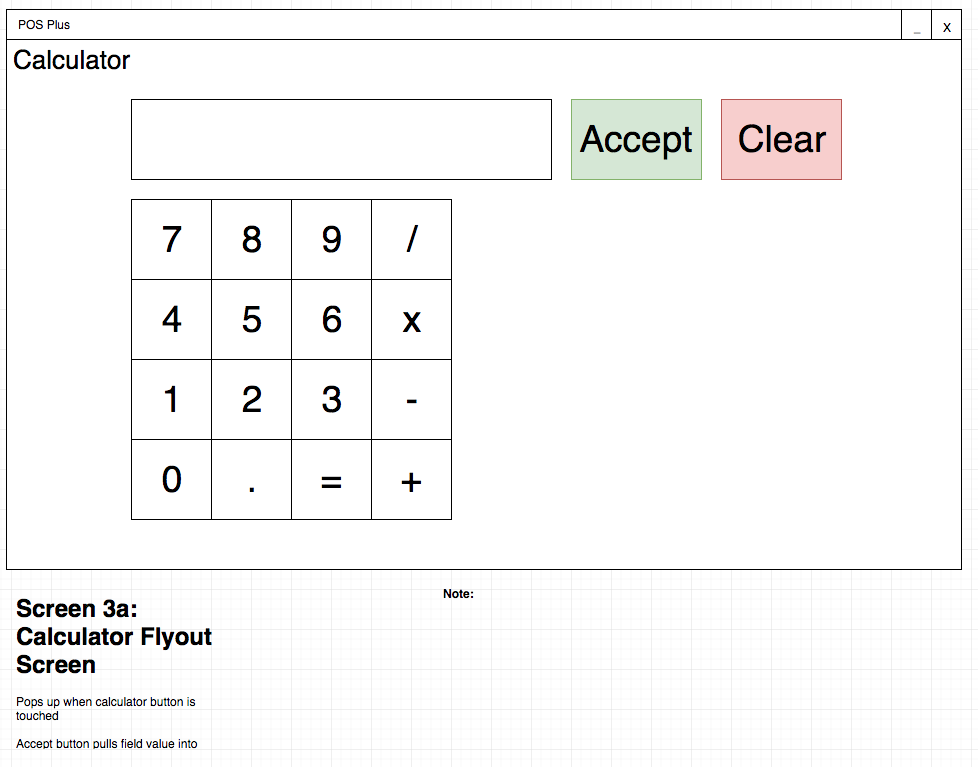 POS Plus
_ X
Calculator
Accept Clear
7 8 9 /
4 5 6 x
1 2 3 -
0 . = +
Note:
Screen 3a:
Calculator Flyout
Screen
Pops up when calculator button is
touched
Accept button pulls field value into